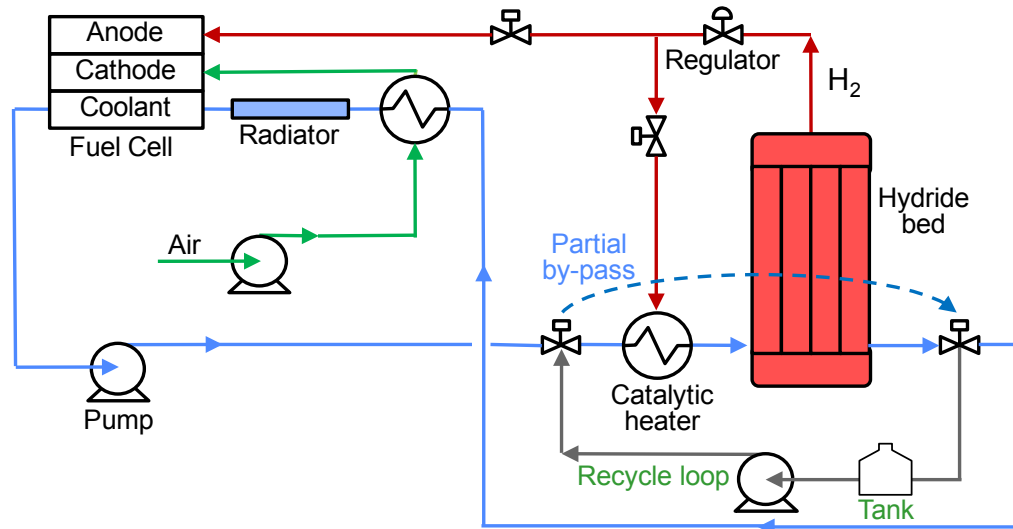 Anode
Cathode
Coolant
Fuel Cell
Radiator
Regulator
H₂
Hydride
bed
Air
Partial
by-pass
Pump
Catalytic
heater
Recycle loop
Tank